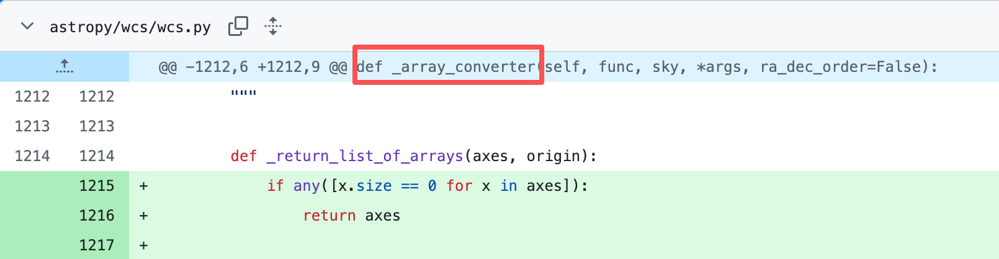 astropy/wcs/wcs.py
@@ -1212,6 +1212,9 @@ def _array_converter(self, func, sky, *args, ra_dec_order=False):
1212 1212 """
1213 1213
1214 1214 def _return_list_of_arrays(axes, origin):
1215 + if any([x.size == 0 for x in axes]):
1216 + return axes
1217 +